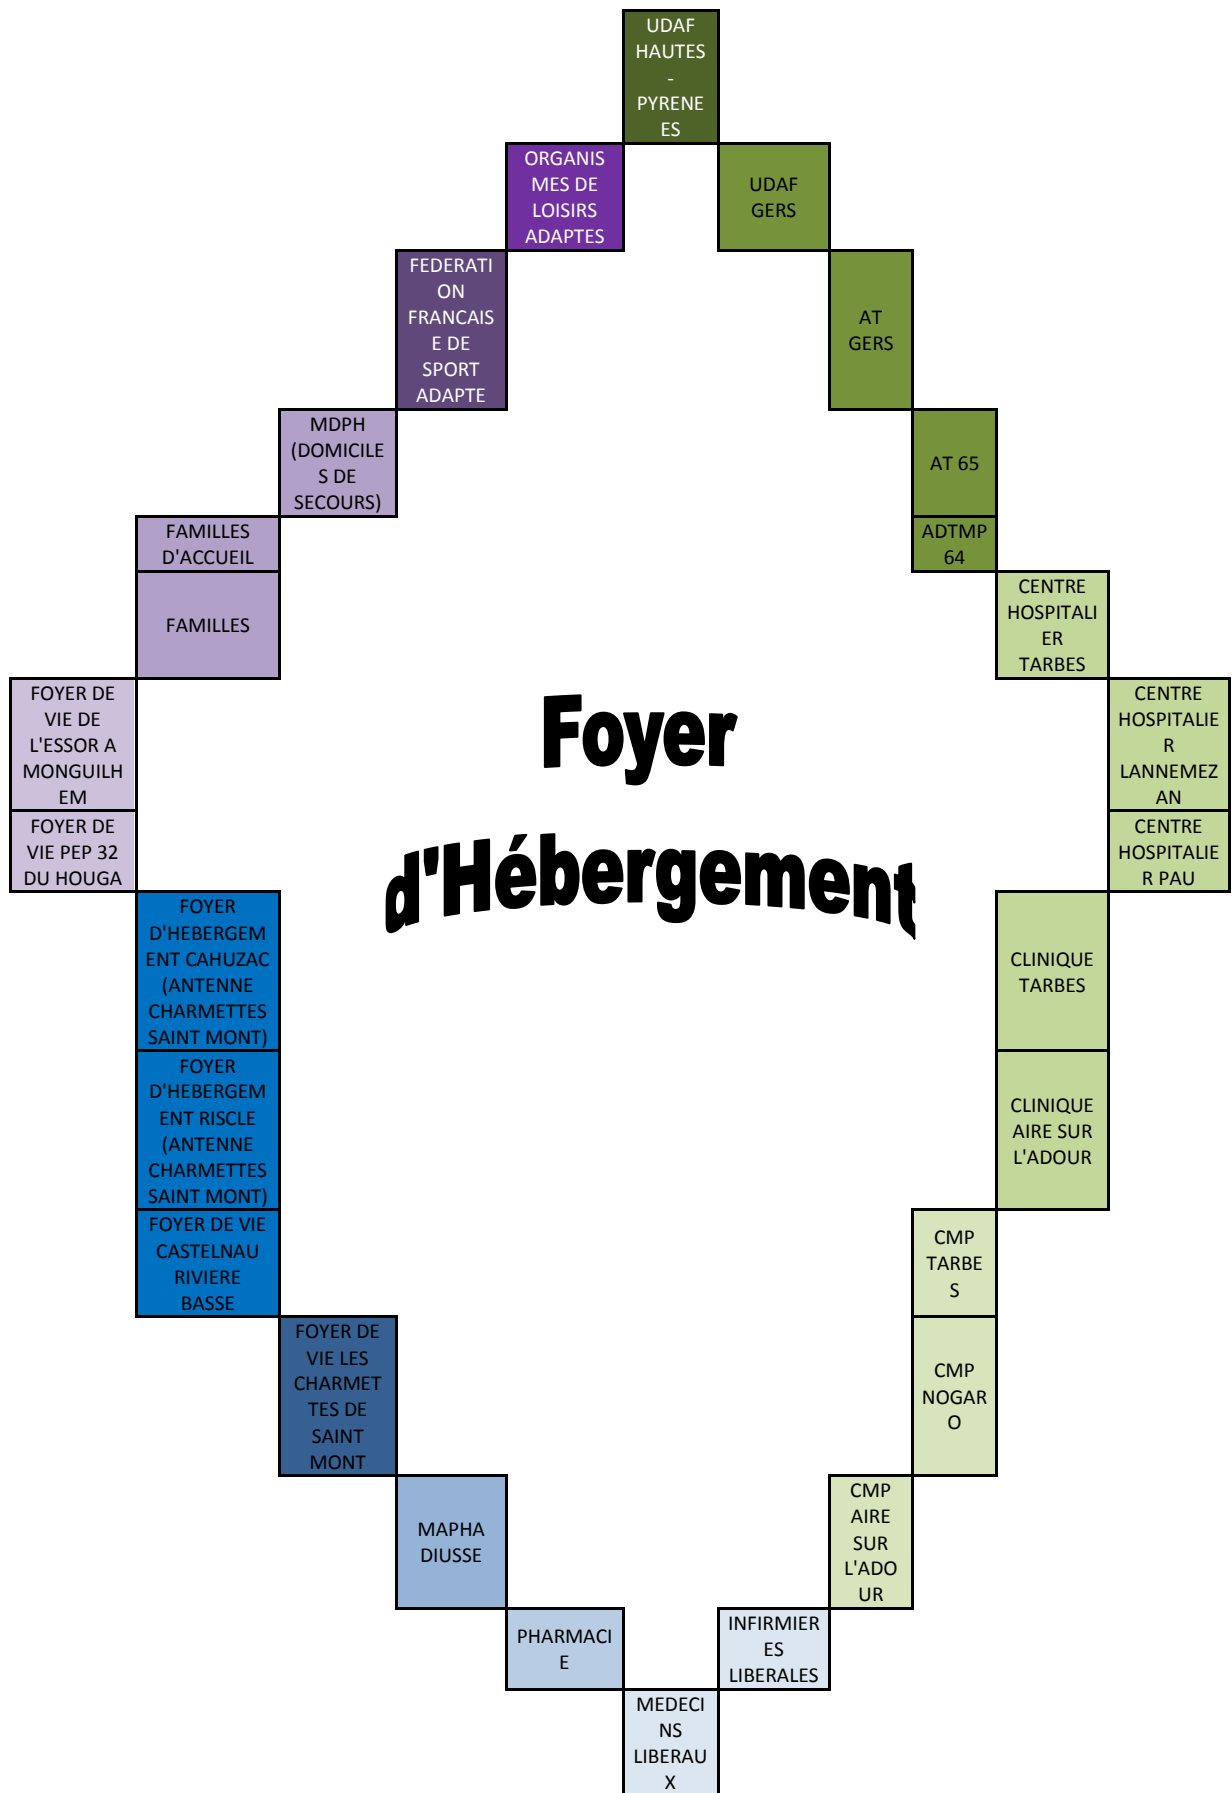 UDAF
HAUTES
-
PYRENE
ES
ORGANIS
MES DE
LOISIRS
ADAPTES
UDAF
GERS
FEDERATI
ON
FRANCAIS
E DE
SPORT
ADAPTE
AT
GERS
MDPH
(DOMICILE
S DE
SECOURS)
AT 65
FAMILLES
D'ACCUEIL
ADTMP
64
FAMILLES
CENTRE
HOSPITALI
ER
TARBES
FOYER DE
VIE DE
L'ESSOR A
MONGUILH
EM
Foyer
d'Hébergement
CENTRE
HOSPITALIE
R
LANNEMEZ
AN
FOYER DE
VIE PEP 32
DU HOUGA
CENTRE
HOSPITALIE
R PAU
FOYER
D'HEBERGEM
ENT CAHUZAC
(ANTENNE
CHARMETTES
SAINT MONT)
CLINIQUE
TARBES
FOYER
D'HEBERGEM
ENT RISCLE
(ANTENNE
CHARMETTES
SAINT MONT)
CLINIQUE
AIRE SUR
L'ADOUR
FOYER DE VIE
CASTELNAU
RIVIERE
BASSE
CMP
TARBE
S
FOYER DE
VIE LES
CHARMET
TES DE
SAINT
MONT
CMP
NOGAR
O
MAPHA
DIUSSE
CMP
AIRE
SUR
L'ADO
UR
PHARMACI
E
INFIRMIER
ES
LIBERALES
MEDECI
NS
LIBERAU
X